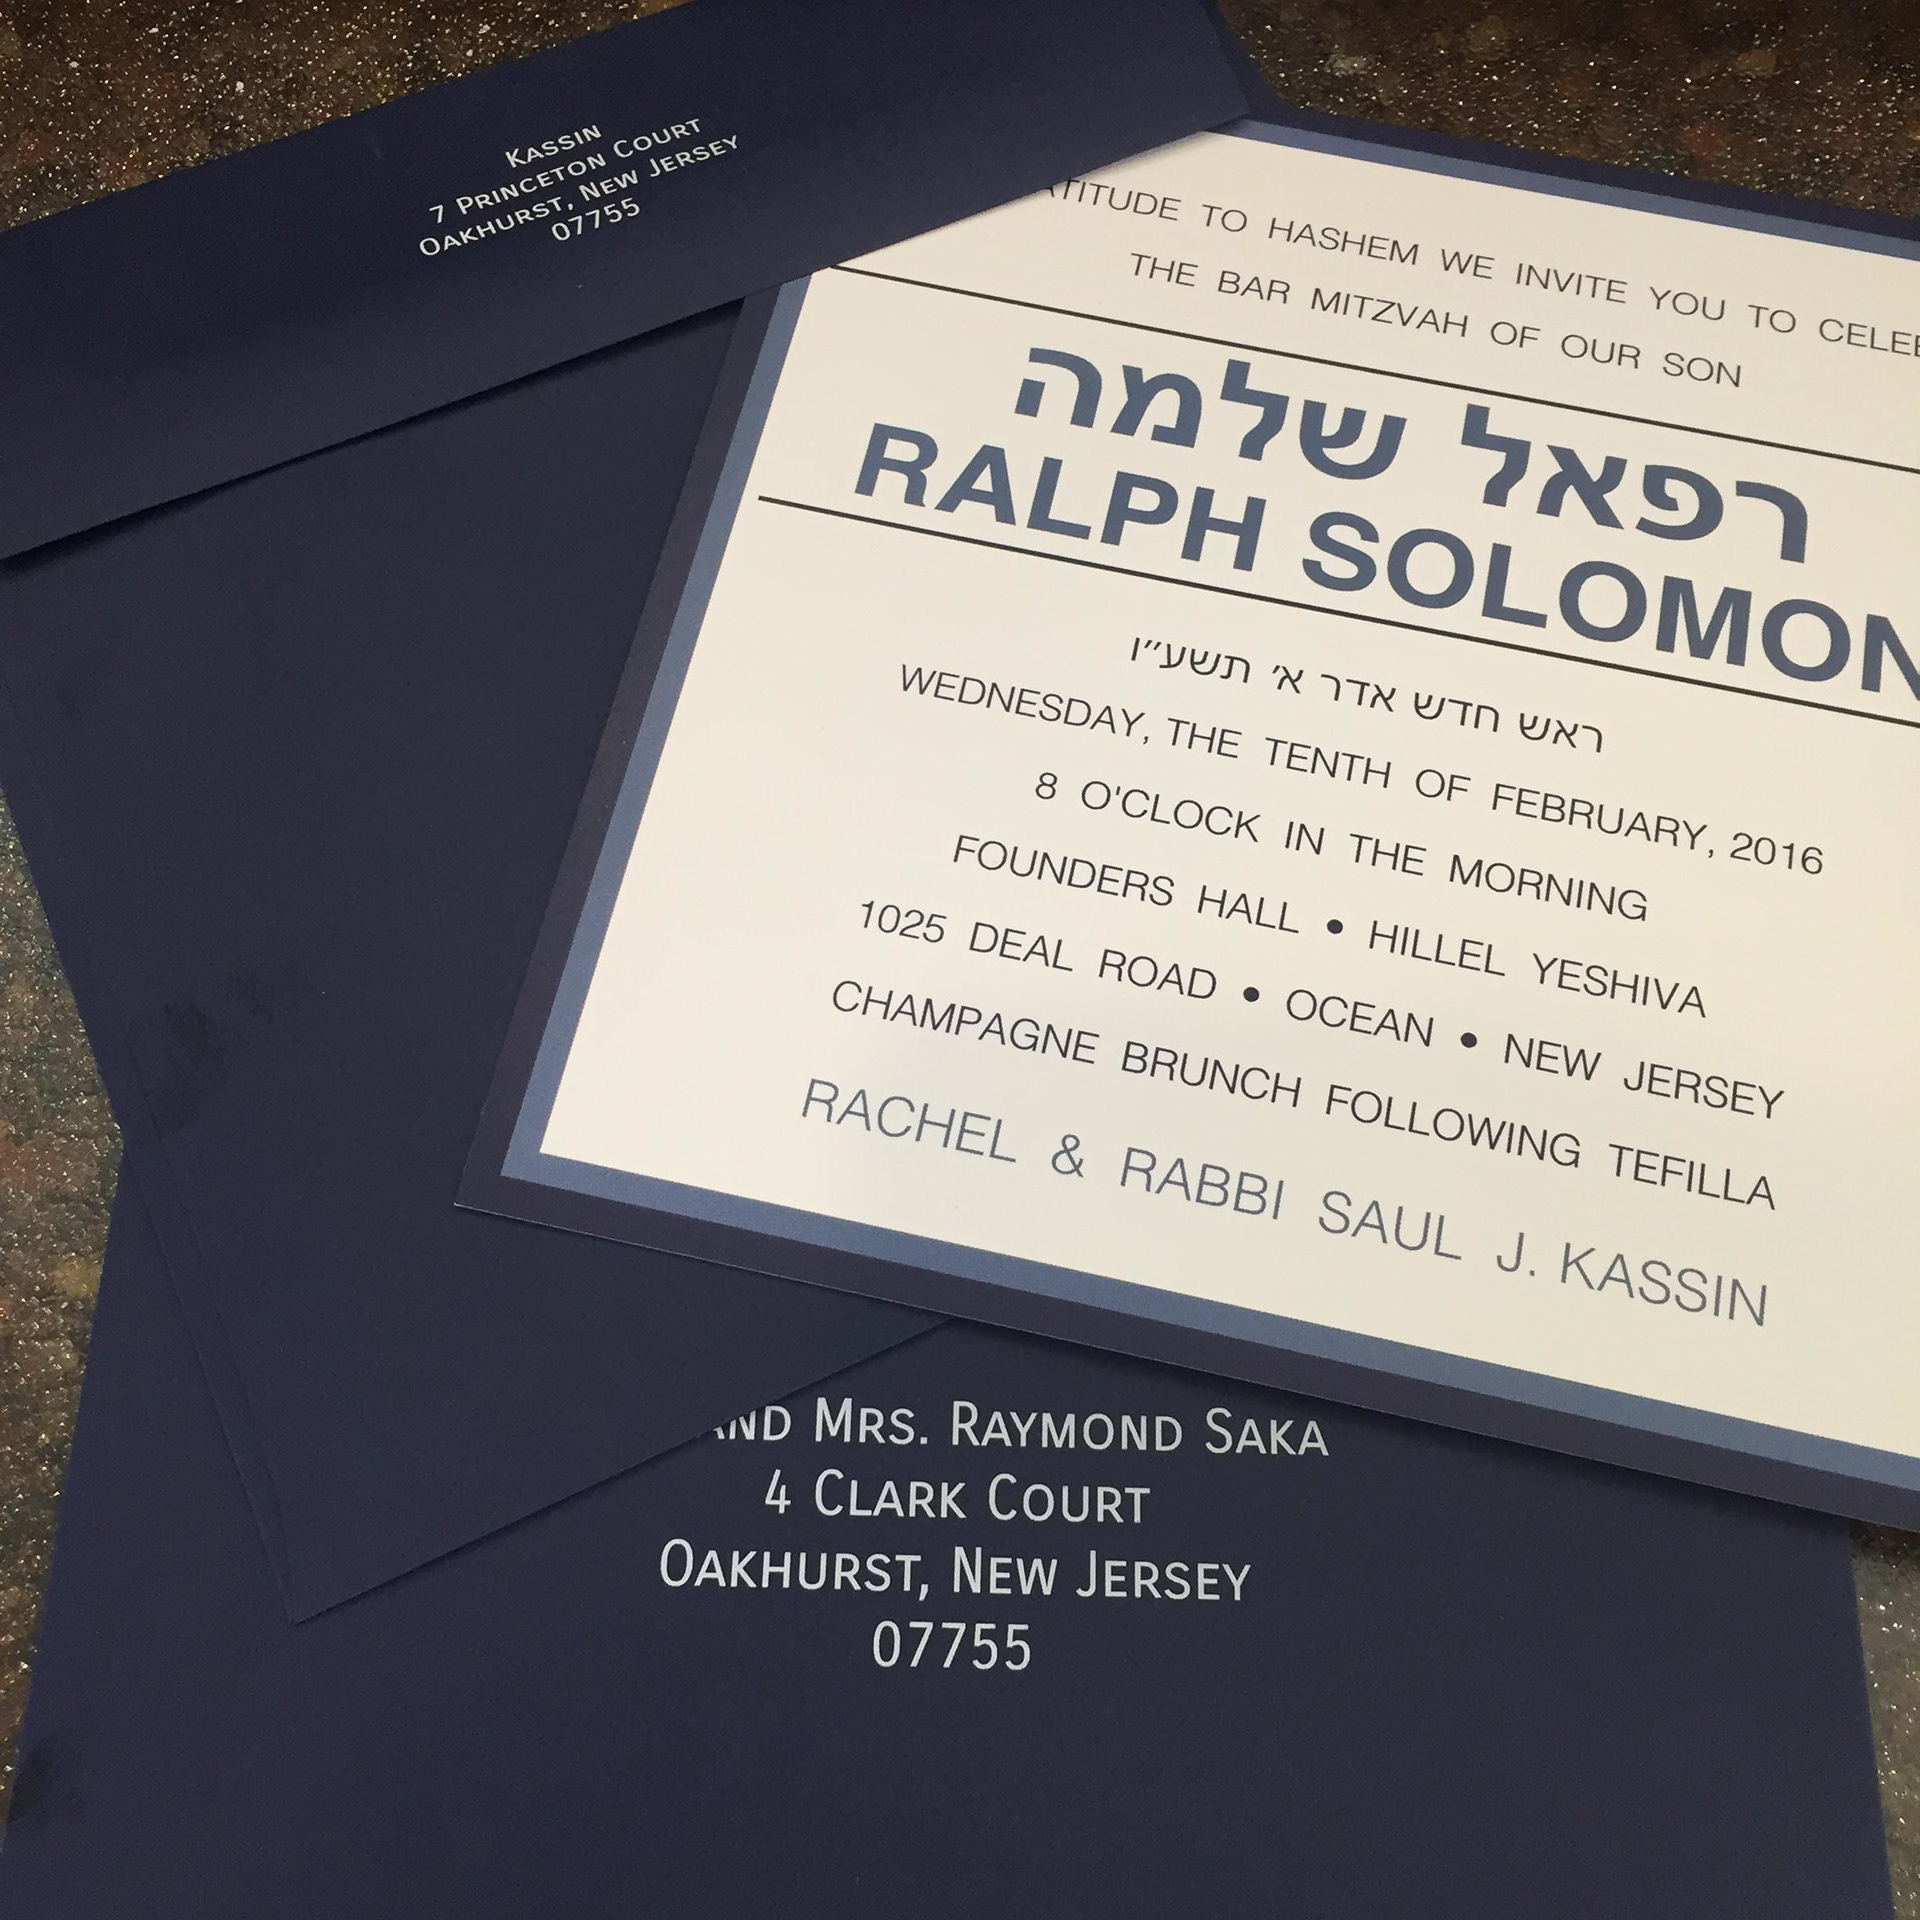 KASSIN
7 PRINCETON COURT
OAKHURST, NEW JERSEY
07755
TO HASHEM WE INVITE YOU TO
THE BAR MITZVAH OF OUR SON
רפאל שלמה
RALPH SOLOMON
ראש חדש אדר א׳ תשע״ו
WEDNESDAY, THE TENTH OF FEBRUARY, 2016
8 O'CLOCK IN THE MORNING
FOUNDERS HALL • HILLEL YESHIVA
1025 DEAL ROAD • OCEAN • NEW JERSEY
CHAMPAGNE BRUNCH FOLLOWING TEFILLA
RACHEL & RABBI SAUL J. KASSIN
AND MRS. RAYMOND SAKA
4 CLARK COURT
OAKHURST, NEW JERSEY
07755